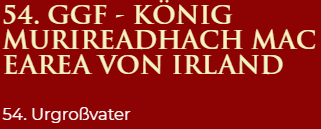 54. GGF - KÖNIG
MURIREADHACH MAC
EAREA VON IRLAND
54. Urgroßvater